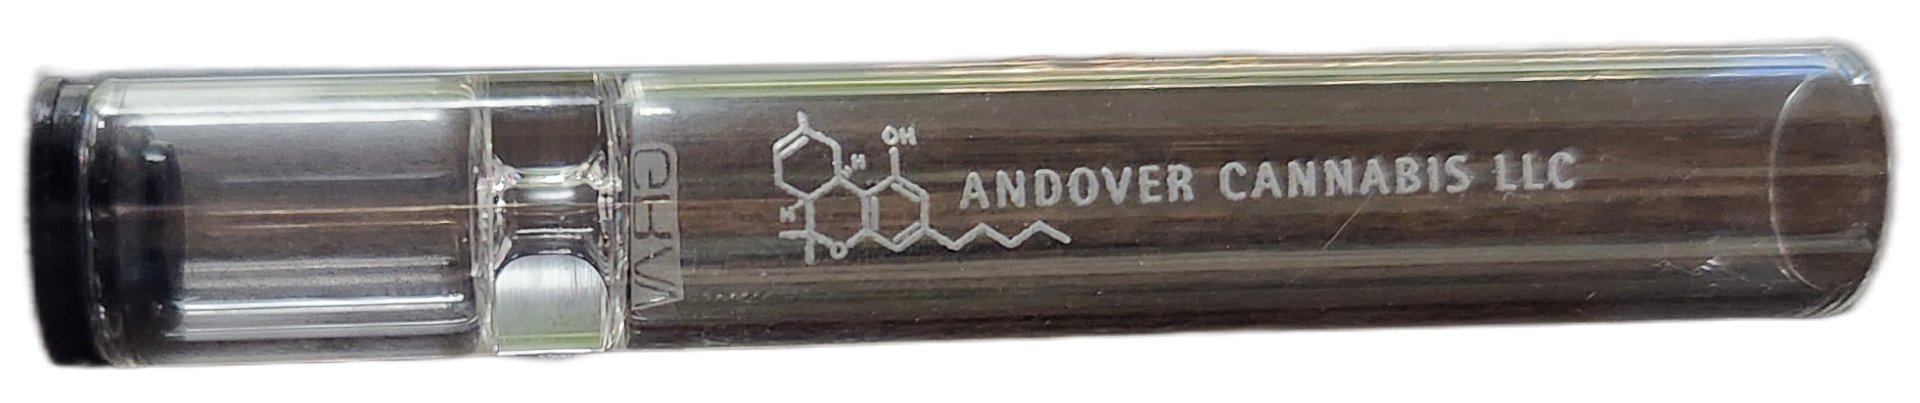 OH
H
ANDOVER CANNABIS LLC
H
O